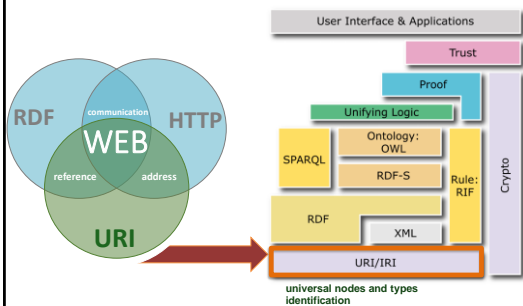 RDF
communication
HTTP
WEB
reference
address
URI
User Interface & Applications
Trust
Proof
Unifying Logic
SPARQL
Ontology:
OWL
RDF-S
Rule:
RIF
Crypto
RDF
XML
URI/IRI
universal nodes and types
identification